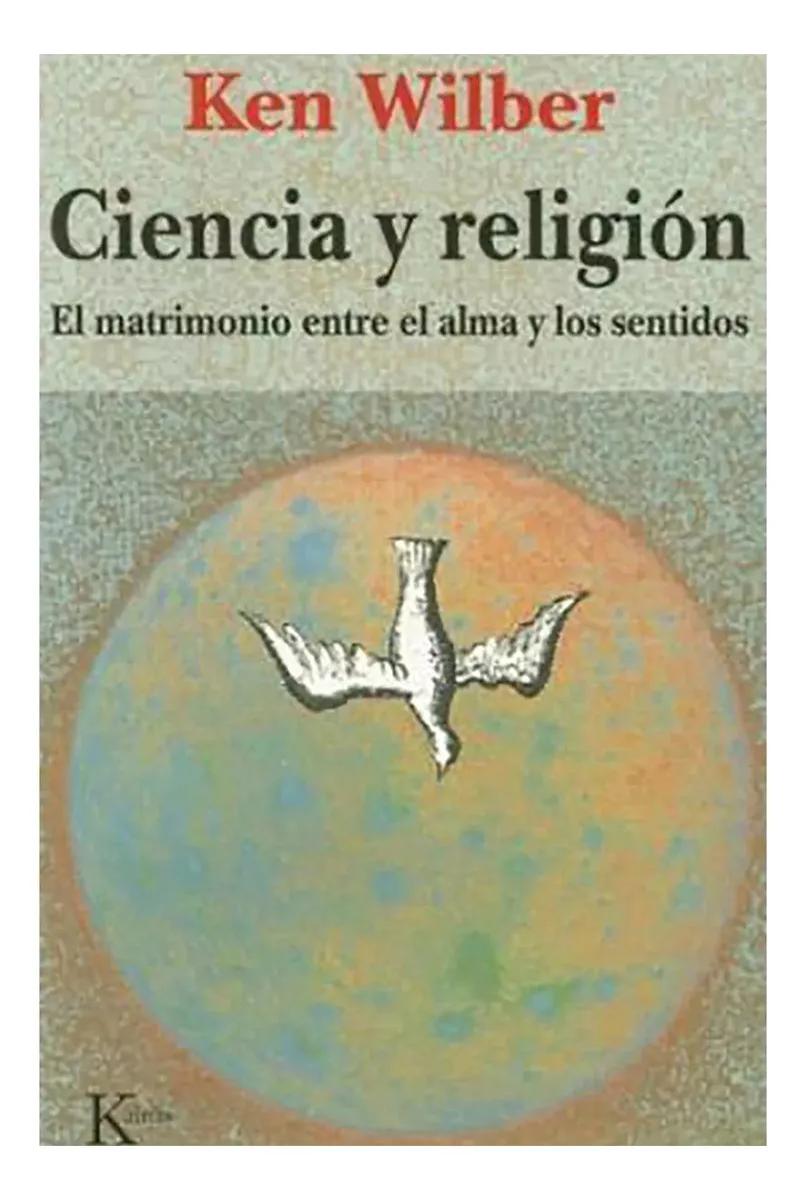 Ken Wilber
Ciencia y religión
El matrimonio entre el alma y los sentidos
Kairós